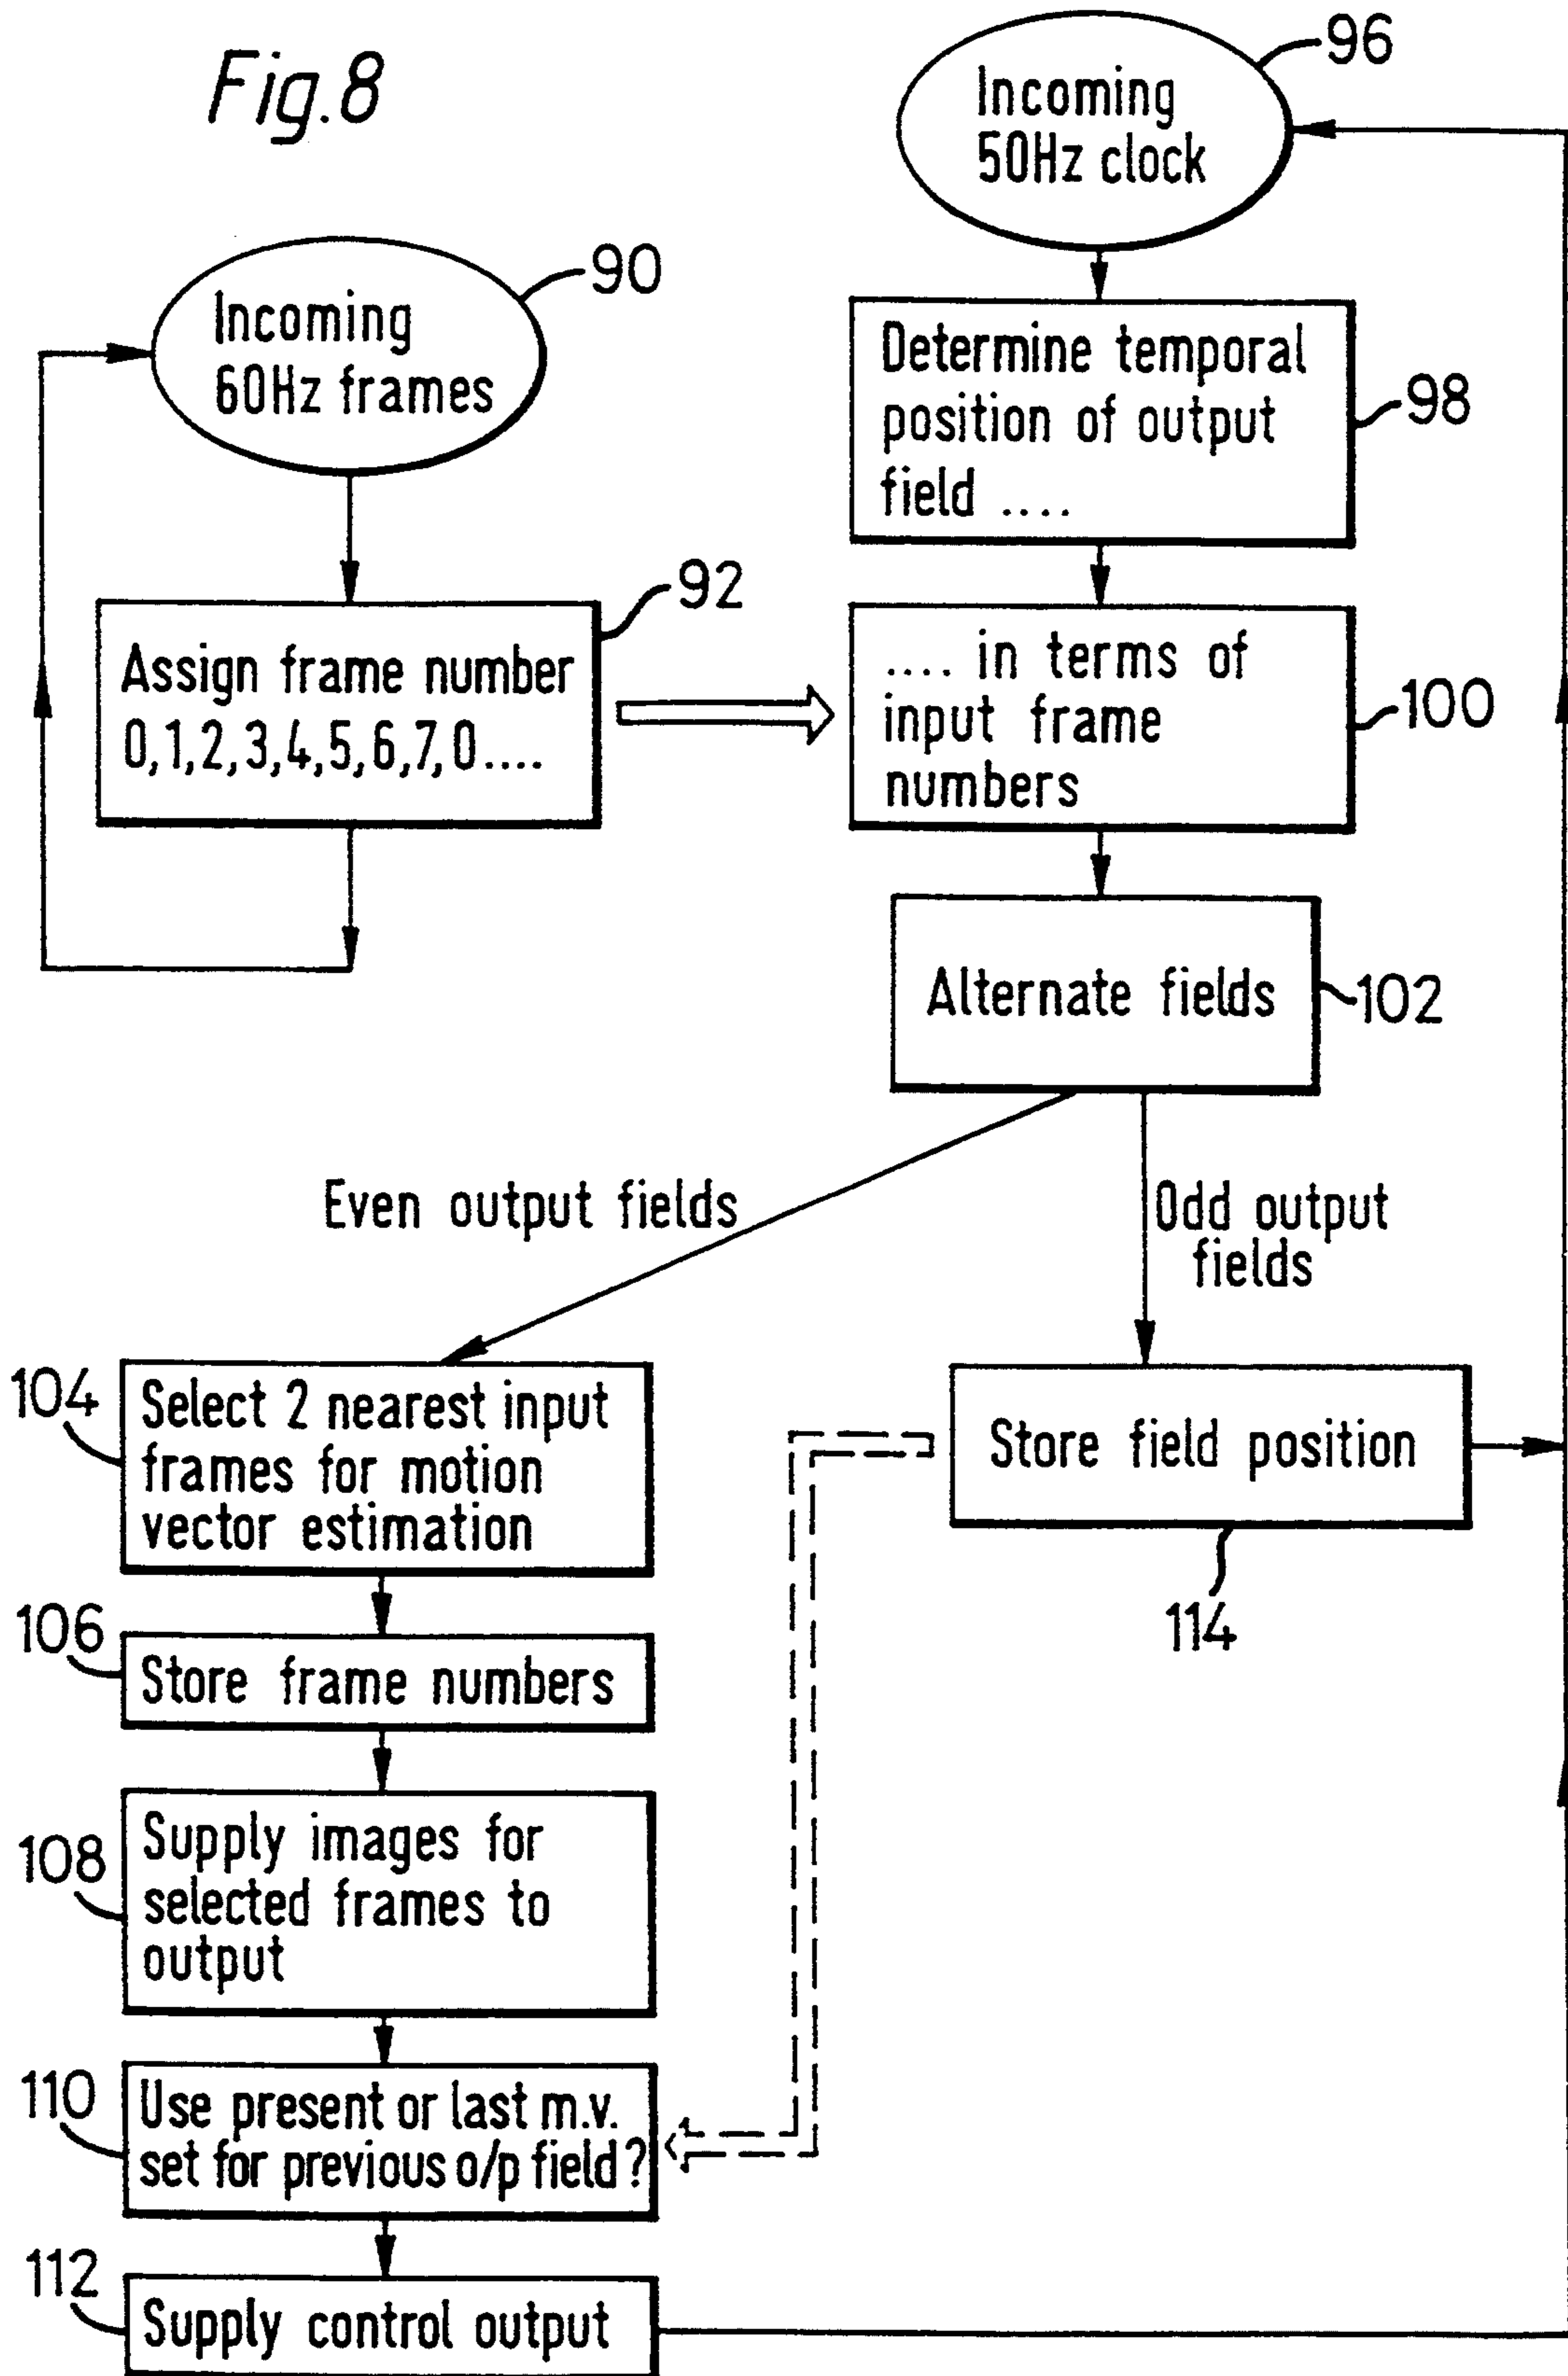 Fig.8
96
Incoming
50Hz clock
90
Incoming
60Hz frames
Determine temporal
position of output
field ....
98
92
Assign frame number
0,1,2,3,4,5,6,7,0....
.... in terms of
input frame
numbers
100
Alternate fields
102
Even output fields
Odd output
fields
104
Select 2 nearest input
frames for motion
vector estimation
Store field position
114
106
Store frame numbers
108
Supply images for
selected frames to
output
110
Use present or last m.v.
set for previous o/p field?
112
Supply control output